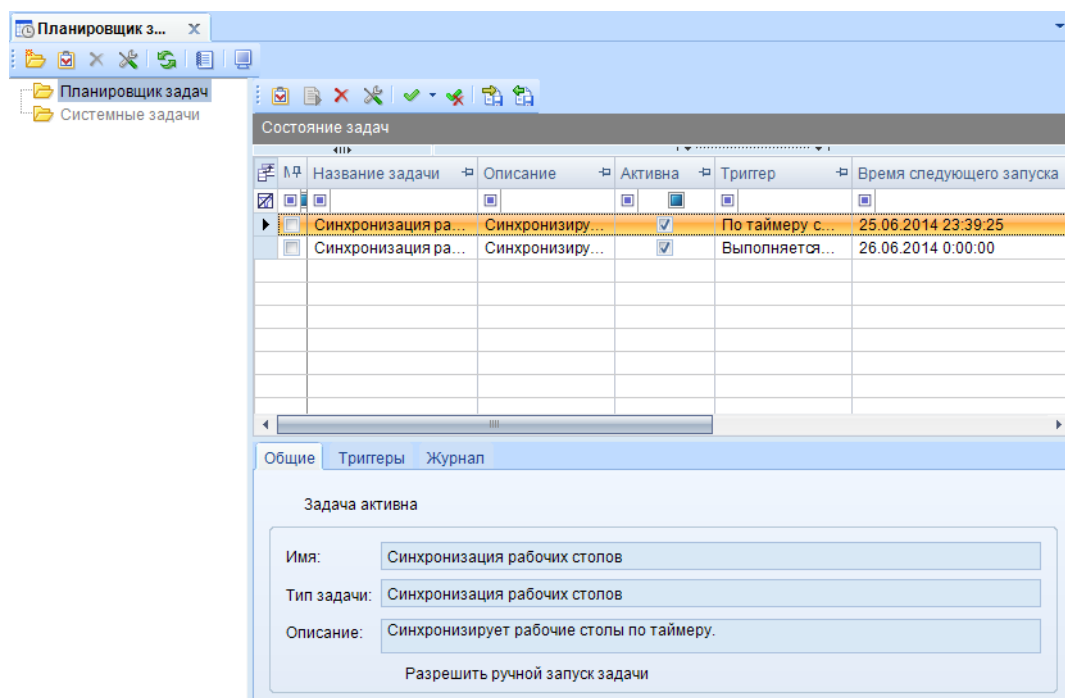 Планировщик з...
Планировщик задач
Системные задачи
Состояние задач
Название задачи Описание Активна Триггер Время следующего запуска
Синхронизация ра... Синхронизиру... По таймеру с... 25.06.2014 23:39:25
Синхронизация ра... Синхронизиру... Выполняется... 26.06.2014 0:00:00
Общие Триггеры Журнал
Задача активна
Имя: Синхронизация рабочих столов
Тип задачи: Синхронизация рабочих столов
Описание: Синхронизирует рабочие столы по таймеру.
Разрешить ручной запуск задачи